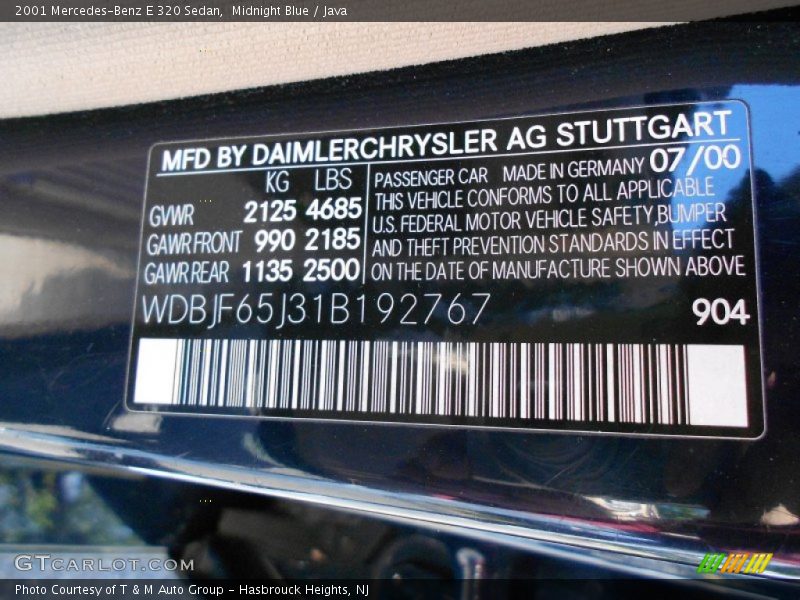 2001 Mercedes-Benz E 320 Sedan, Midnight Blue / Java
MFD BY DAIMLERCHRYSLER AG STUTTGART
KG LBS
GVWR 2125 4685
GAWR FRONT 990 2185
GAWR REAR 1135 2500
PASSENGER CAR MADE IN GERMANY 07/00
THIS VEHICLE CONFORMS TO ALL APPLICABLE
U.S. FEDERAL MOTOR VEHICLE SAFETY,BUMPER
AND THEFT PREVENTION STANDARDS IN EFFECT
ON THE DATE OF MANUFACTURE SHOWN ABOVE
WDBJF65J31B192767 904
GTCARLOT.COM
Photo Courtesy of T & M Auto Group - Hasbrouck Heights, NJ